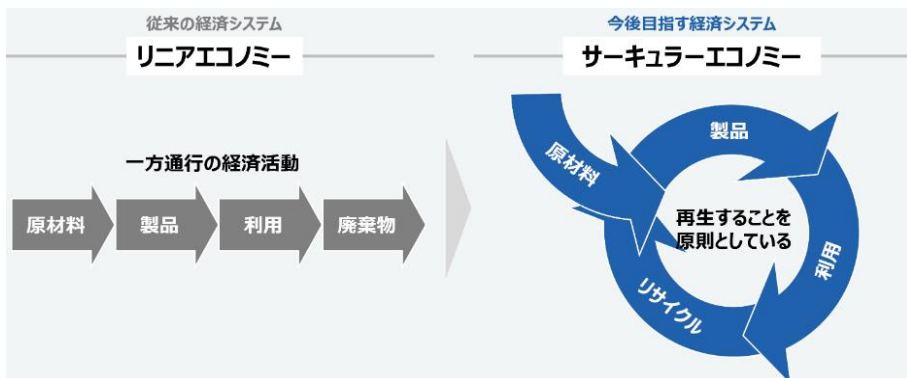 従来の経済システム
リニアエコノミー
一方通行の経済活動
原材料
製品
利用
廃棄物
今後目指す経済システム
サーキュラーエコノミー
原材料
製品
利用
リサイクル
再生することを
原則としている